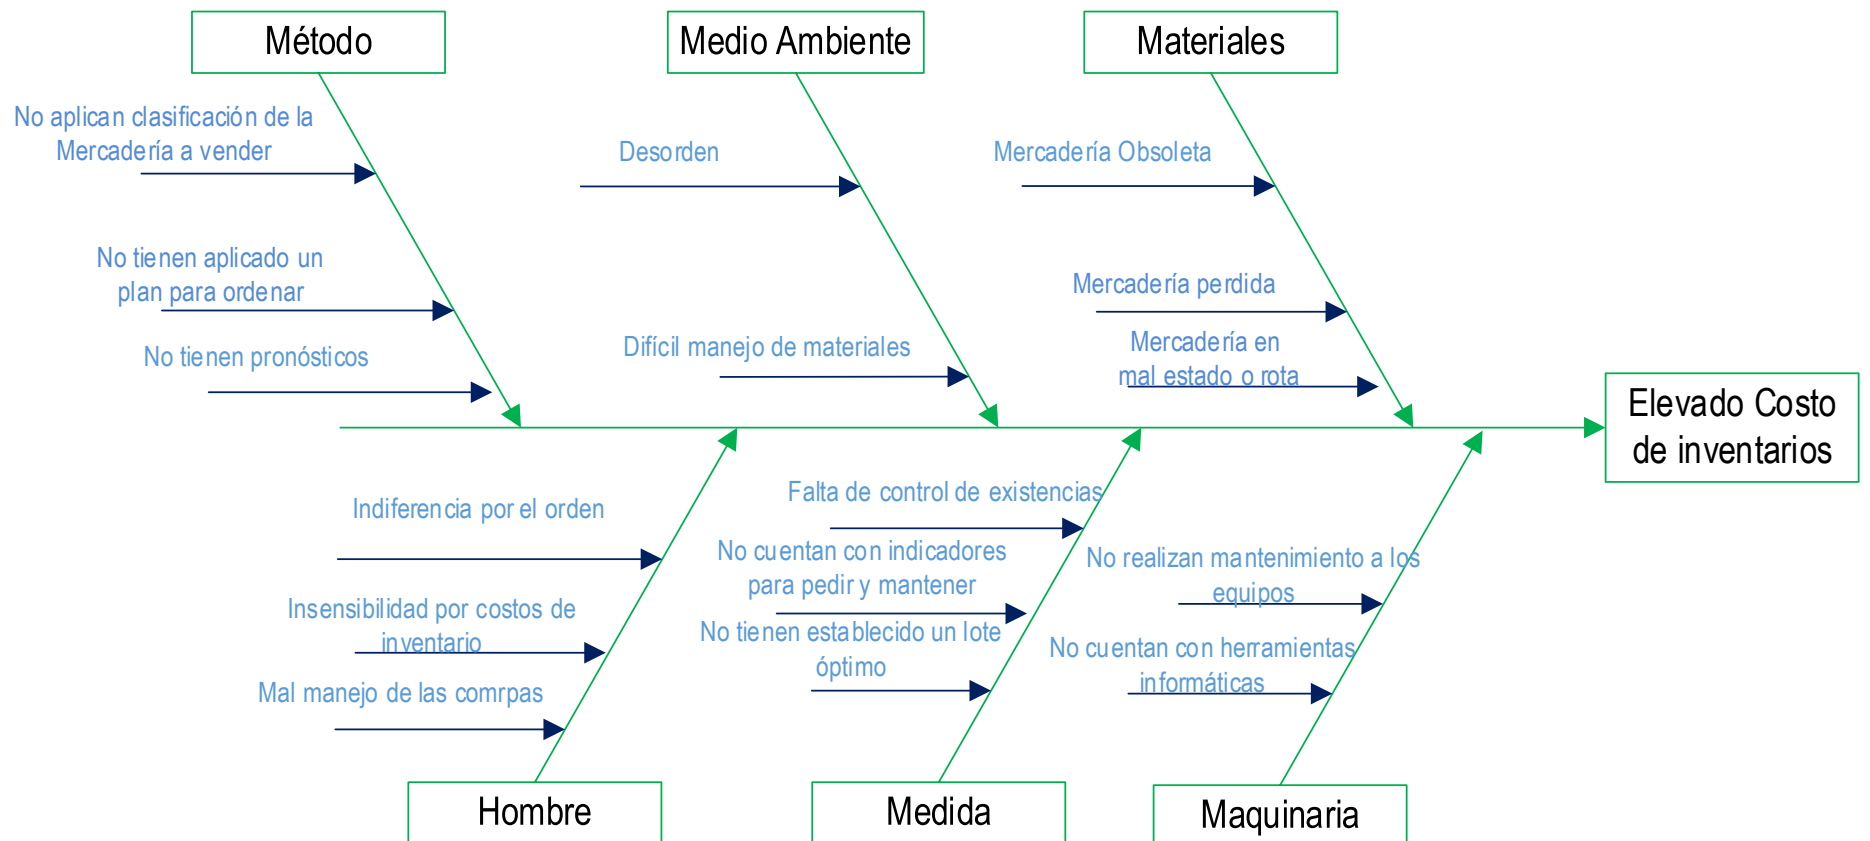 Método
No aplican clasificación de la
Mercadería a vender
No tienen aplicado un
plan para ordenar
No tienen pronósticos
Medio Ambiente
Desorden
Difícil manejo de materiales
Materiales
Mercadería Obsoleta
Mercadería perdida
Mercadería en
mal estado o rota
Elevado Costo
de inventarios
Indiferencia por el orden
Insensibilidad por costos de
inventario
Mal manejo de las comrpas
Hombre
Falta de control de existencias
No cuentan con indicadores
para pedir y mantener
No tienen establecido un lote
óptimo
Medida
No realizan mantenimiento a los
equipos
No cuentan con herramientas
informáticas
Maquinaria